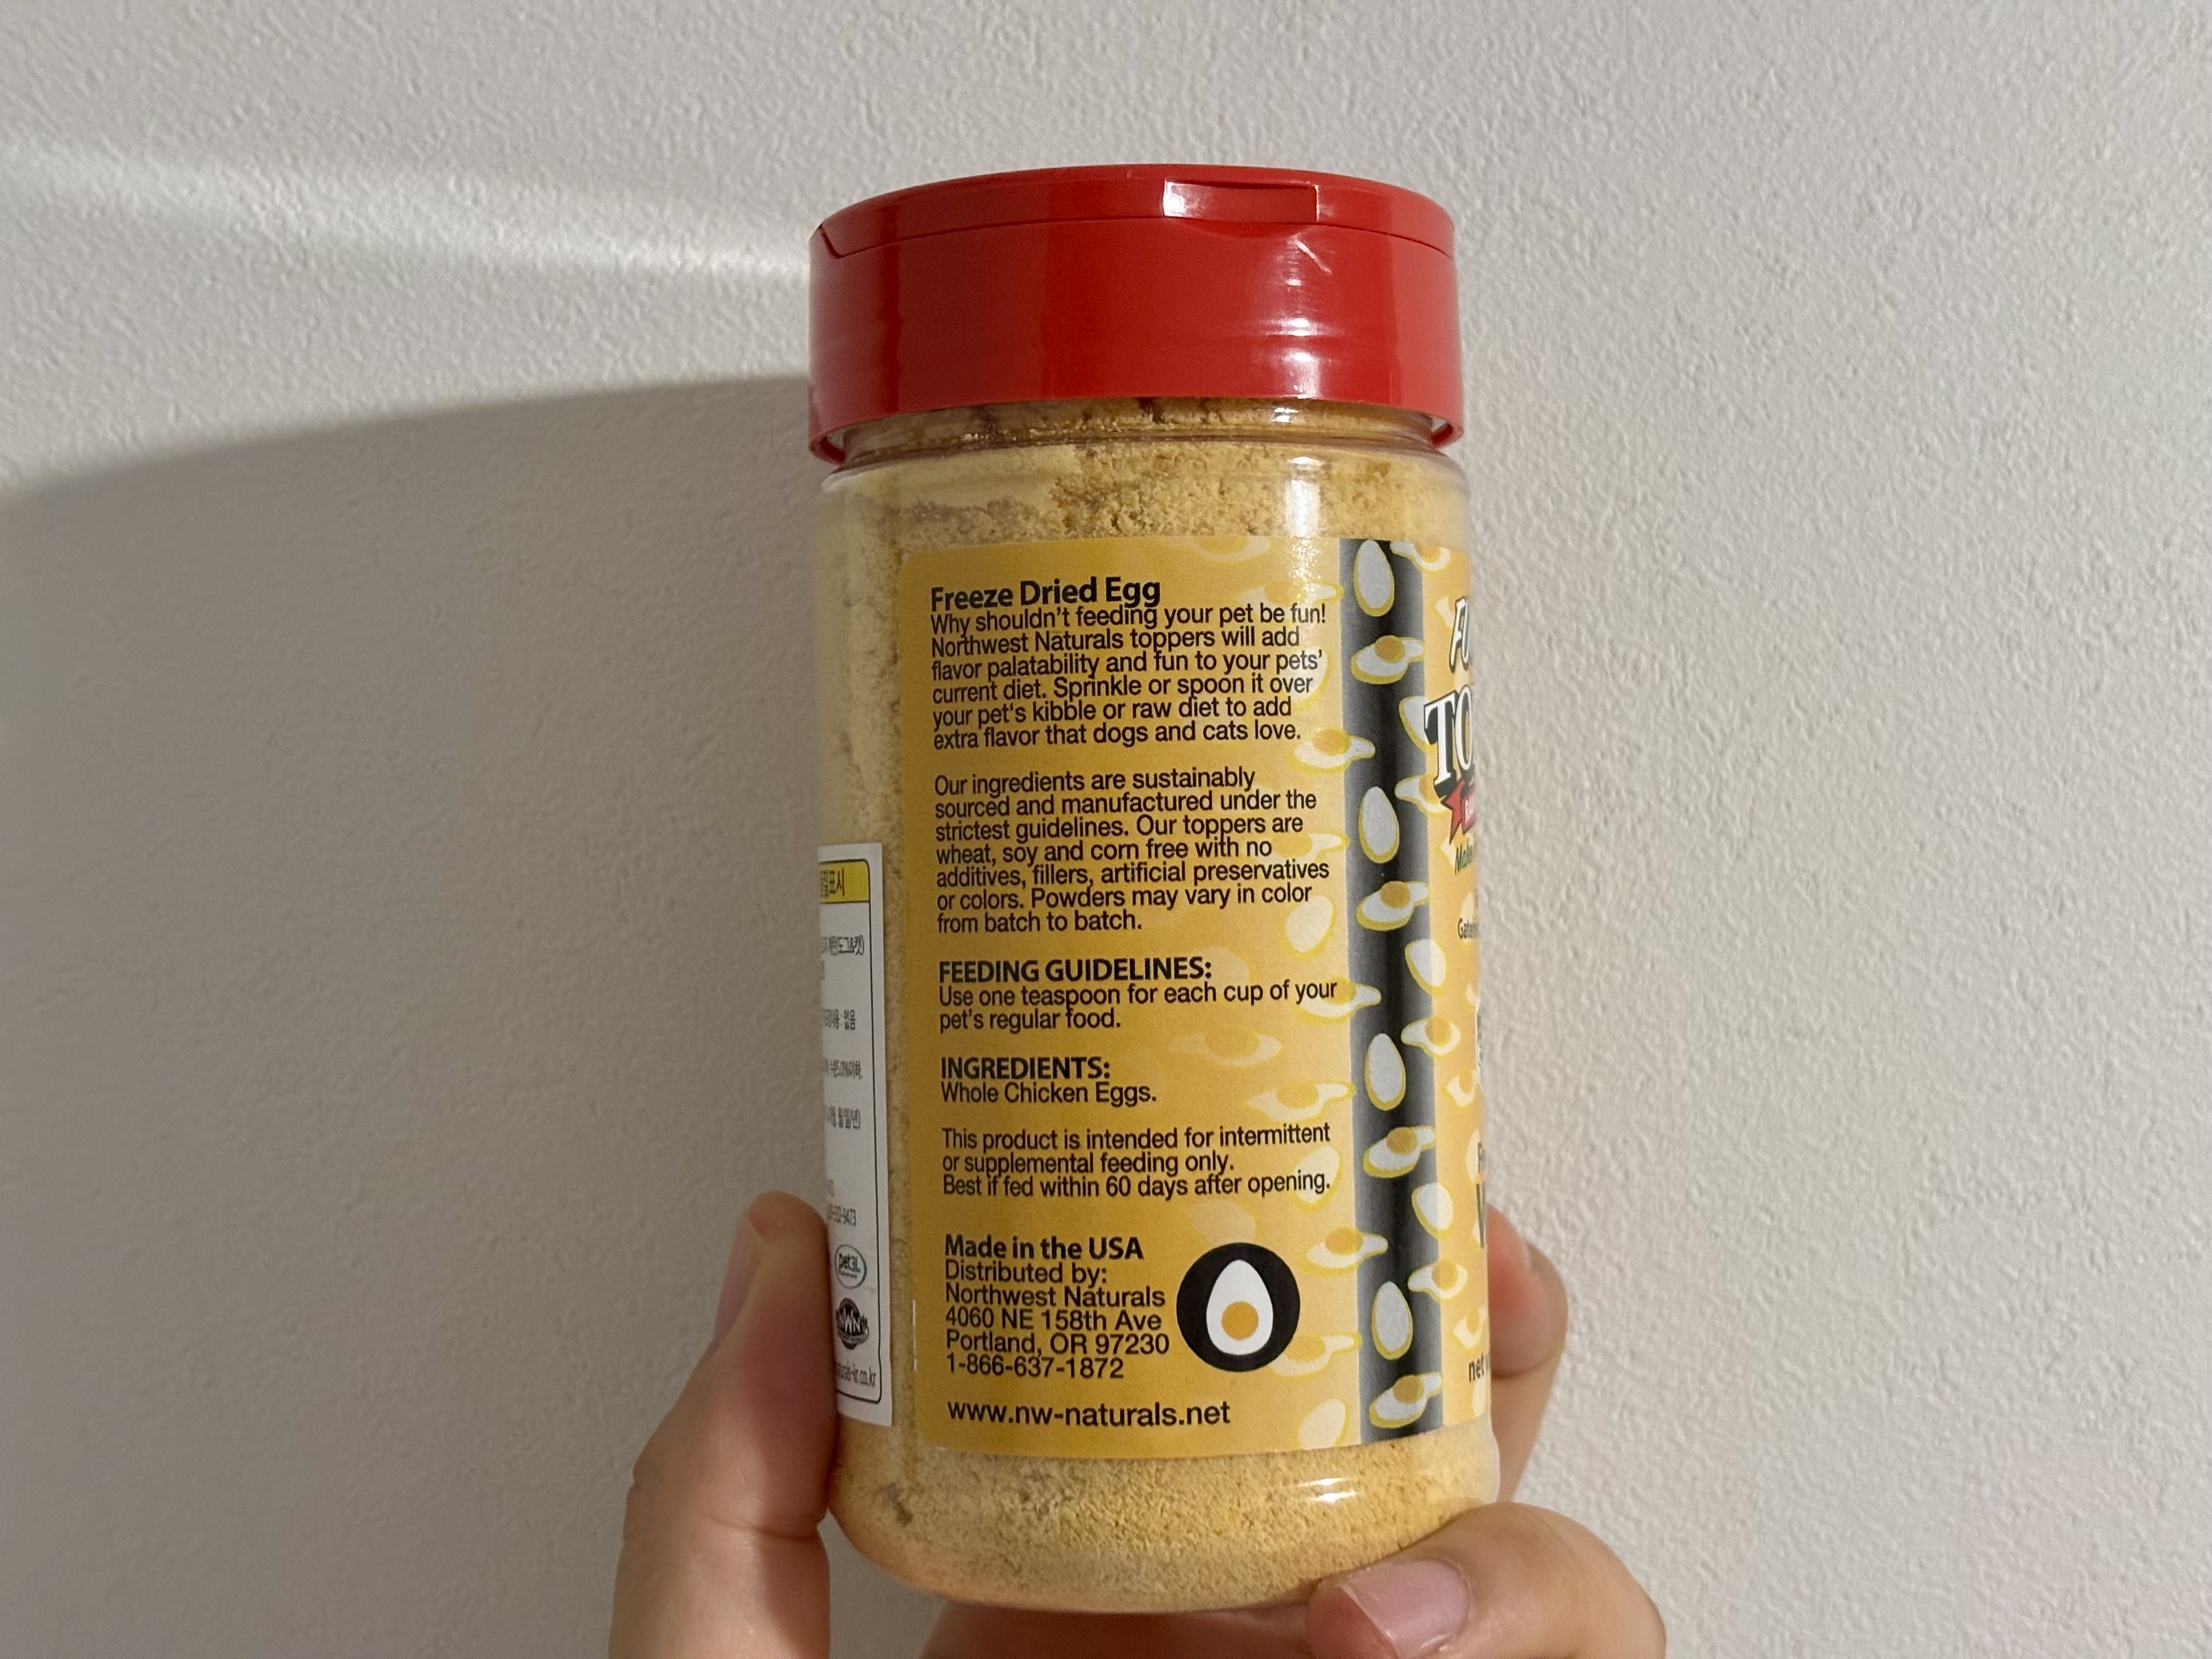 Freeze Dried Egg
Why shouldn't feeding your pet be fun!
Northwest Naturals toppers will add
flavor palatability and fun to your pets'
current diet. Sprinkle or spoon it over
your pet's kibble or raw diet to add
extra flavor that dogs and cats love.
Our ingredients are sustainably
sourced and manufactured under the
strictest guidelines. Our toppers are
wheat, soy and corn free with no
additives, fillers, artificial preservatives
or colors. Powders may vary in color
from batch to batch.
FEEDING GUIDELINES:
Use one teaspoon for each cup of your
pet's regular food.
INGREDIENTS:
Whole Chicken Eggs.
This product is intended for intermittent
or supplemental feeding only.
Best if fed within 60 days after opening.
Made in the USA
Distributed by:
Northwest Naturals
4060 NE 158th Ave
Portland, OR 97230
1-866-637-1872
www.nw-naturals.net
표시
없음
petal
net